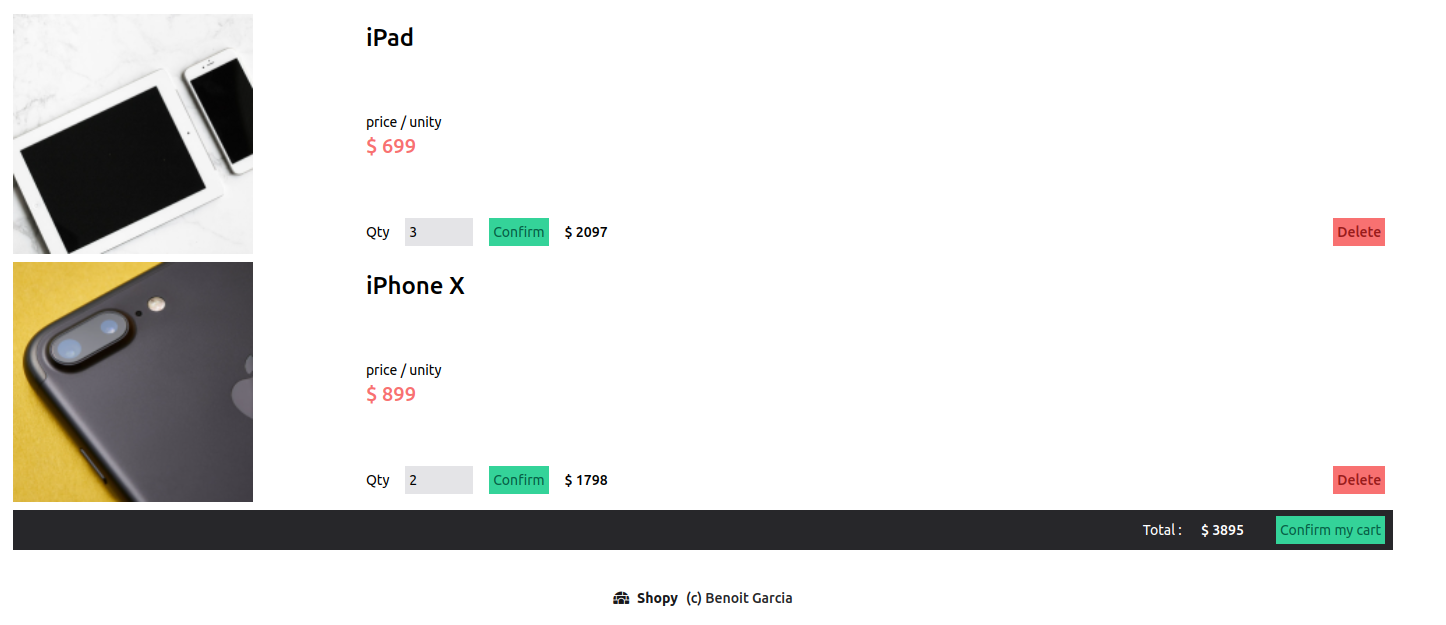 iPad
price / unity
$ 699
Qty 3 Confirm $ 2097 Delete
iPhone X
price / unity
$ 899
Qty 2 Confirm $ 1798 Delete
Total : $ 3895 Confirm my cart
Shopy (c) Benoit Garcia